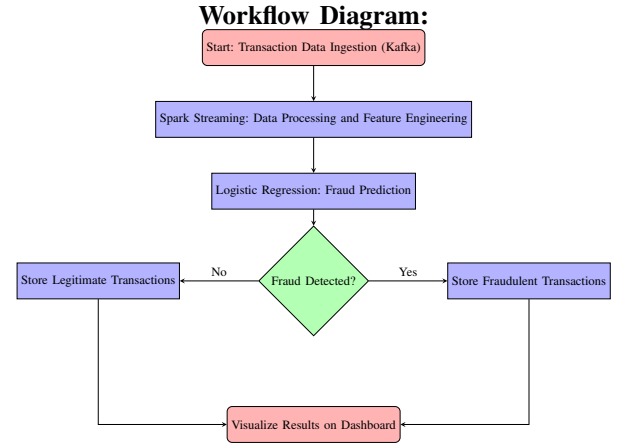 Workflow Diagram:
Start: Transaction Data Ingestion (Kafka)
Spark Streaming: Data Processing and Feature Engineering
Logistic Regression: Fraud Prediction
Store Legitimate Transactions
No
Fraud Detected?
Yes
Store Fraudulent Transactions
Visualize Results on Dashboard